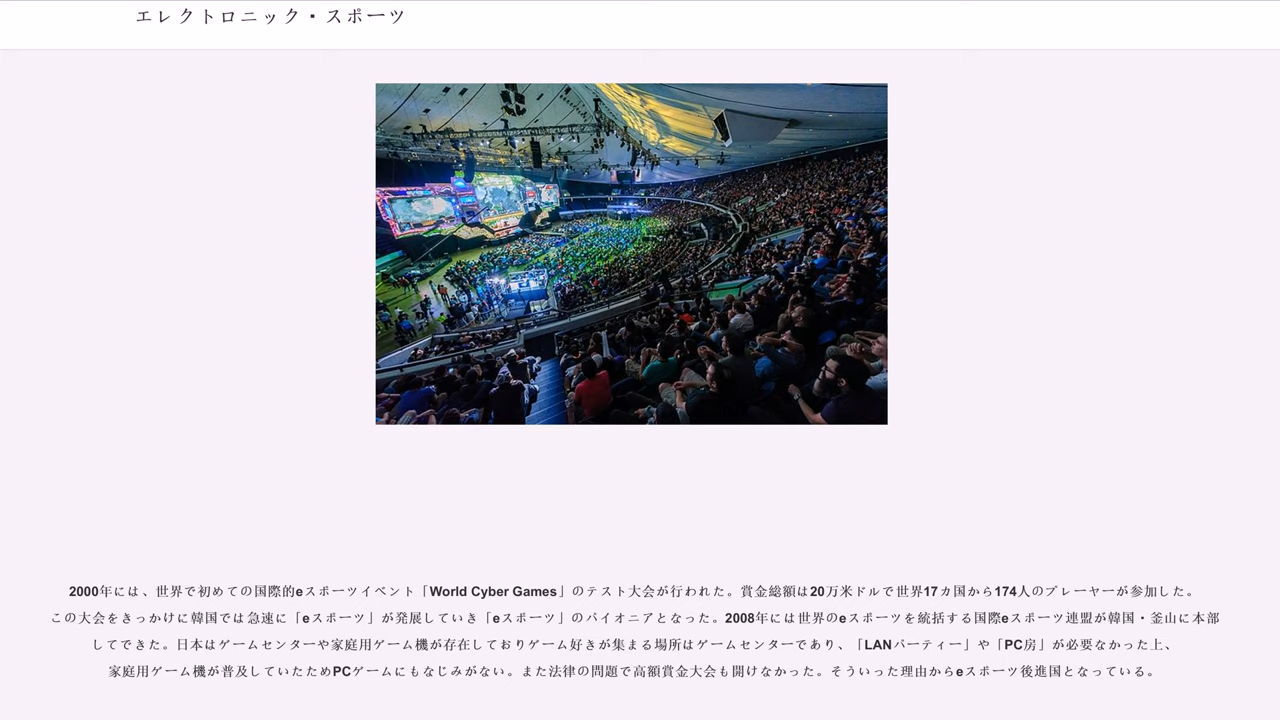 エレクトロニック・スポーツ
2000年には、世界で初めての国際的eスポーツイベント「World Cyber Games」のテスト大会が行われた。賞金総額は20万米ドルで世界17カ国から174人のプレーヤーが参加した。
この大会をきっかけに韓国では急速に「eスポーツ」が発展していき「eスポーツ」のパイオニアとなった。2008年には世界のeスポーツを統括する国際eスポーツ連盟が韓国・釜山に本部
してできた。日本はゲームセンターや家庭用ゲーム機が存在しておりゲーム好きが集まる場所はゲームセンターであり、「LANパーティー」や「PC房」が必要なかった上、
家庭用ゲーム機が普及していたためPCゲームにもなじみがない。また法律の問題で高額賞金大会も開けなかった。そういった理由からeスポーツ後進国となっている。